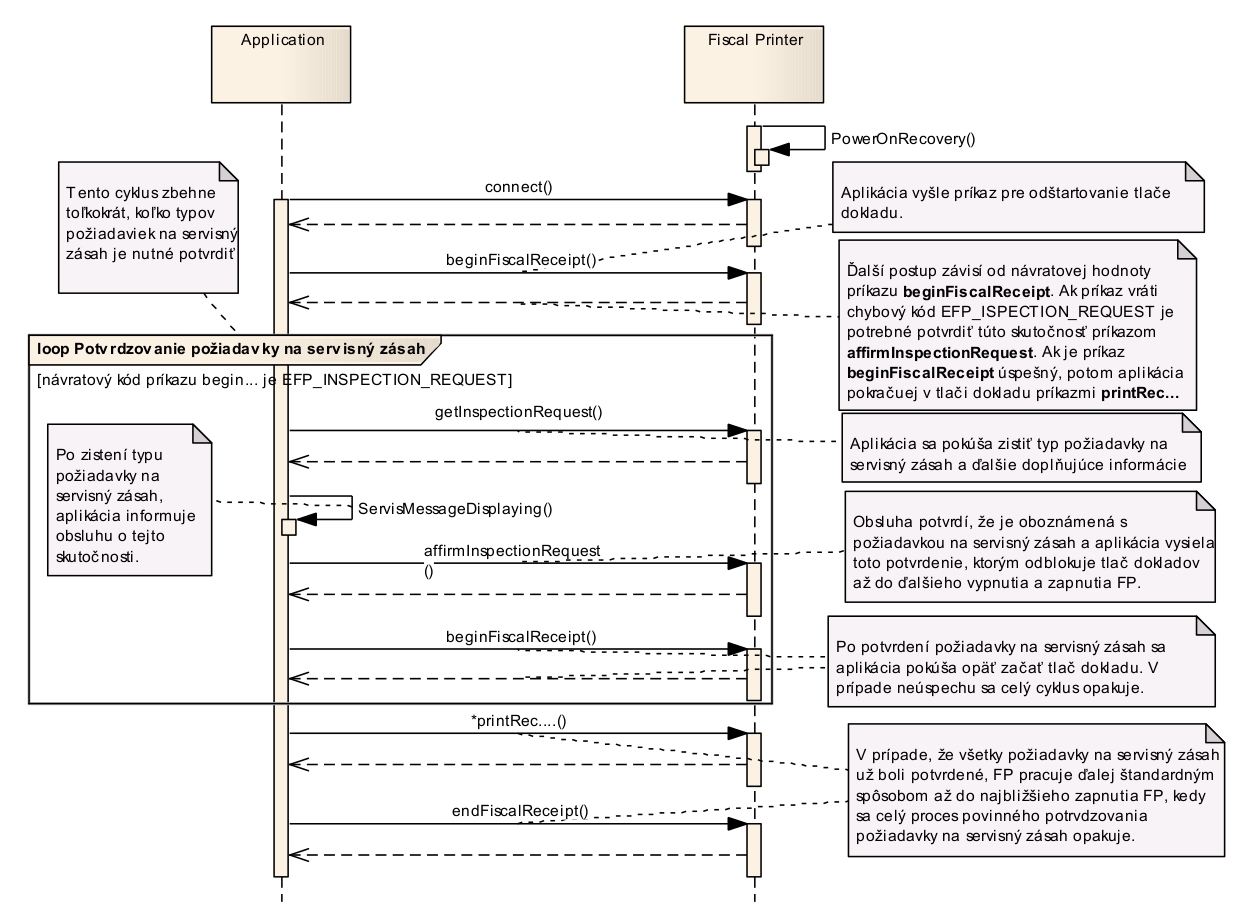 Application
Fiscal Printer
PowerOnRecovery()
Tento cyklus zbehne
toľkokrát, koľko typov
požiadaviek na servisný
zásah je nutné potvrdiť
connect()
Aplikácia vyšle príkaz pre odštartovanie tlače
dokladu.
beginFiscalReceipt()
Ďalší postup závisí od návratovej hodnoty
príkazu beginFiscalReceipt. Ak príkaz vráti
chybový kód EFP_ISPECTION_REQUEST je
potrebné potvrdiť túto skutočnosť príkazom
affirmInspectionRequest. Ak je príkaz
beginFiscalReceipt úspešný, potom aplikácia
pokračuej v tlači dokladu príkazmi printRec...
loop Potvrdzovanie požiadavky na servisný zásah
[návratový kód príkazu begin... je EFP_INSPECTION_REQUEST]
getInspectionRequest()
Aplikácia sa pokúša zistiť typ požiadavky na
servisný zásah a ďalšie doplňujúce informácie
Po zistení typu
požiadavky na
servisný zásah,
aplikácia informuje
obsluhu o tejto
skutočnosti.
ServisMessageDisplaying()
Obsluha potvrdí, že je oboznámená s
požiadavkou na servisný zásah a aplikácia vysiela
toto potvrdenie, ktorým odblokuje tlač dokladov
až do ďalšieho vypnutia a zapnutia FP.
affirmInspectionRequest
()
beginFiscalReceipt()
Po potvrdení požiadavky na servisný zásah sa
aplikácia pokúša opäť začať tlač dokladu. V
prípade neúspechu sa celý cyklus opakuje.
*printRec....()
V prípade, že všetky požiadavky na servisný zásah
už boli potvrdené, FP pracuje ďalej štandardným
spôsobom až do najbližšieho zapnutia FP, kedy
sa celý proces povinného potrvdzovania
požiadavky na servisný zásah opakuje.
endFiscalReceipt()